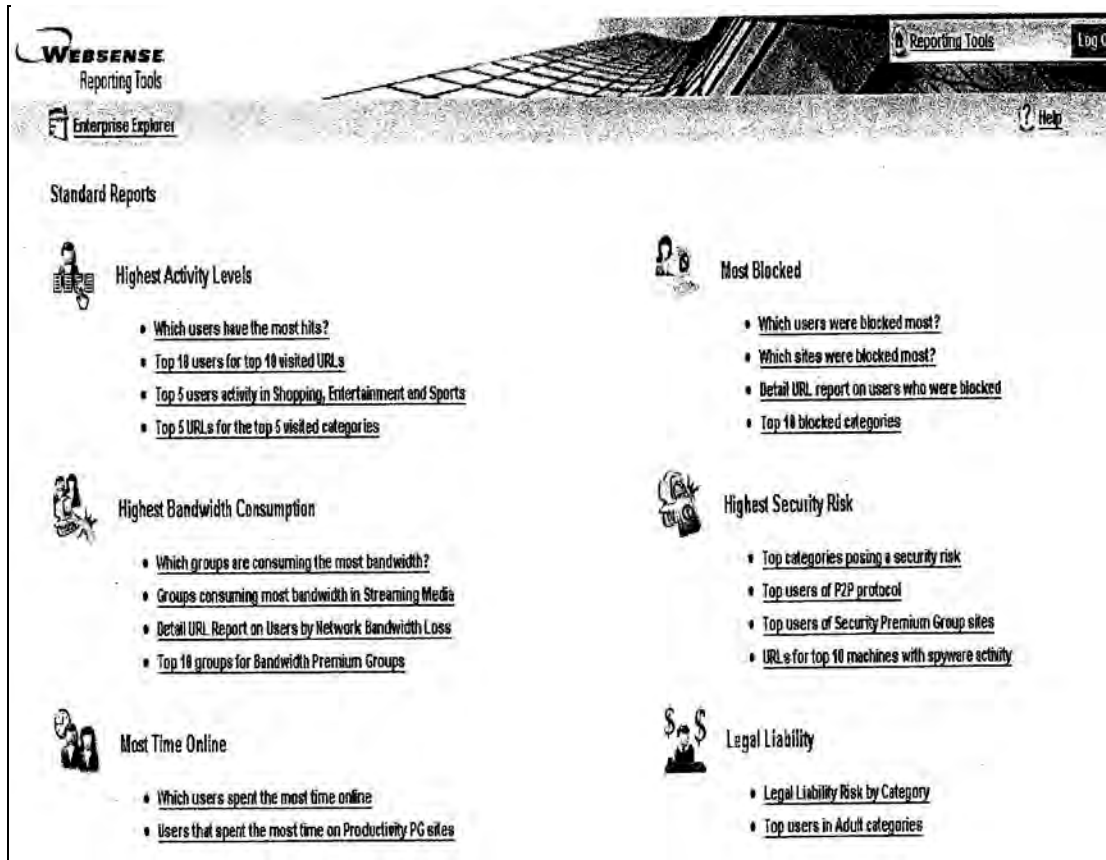 WEBSENSE
Reporting Tools
Reporting Tools
Log
Enterprise Explorer
Help
Standard Reports
Highest Activity Levels
• Which users have the most hits?
• Top 10 users for top 10 visited URLs
• Top 5 users activity in Shopping, Entertainment and Sports
• Top 5 URLs for the top 5 visited categories
Most Blocked
• Which users were blocked most?
• Which sites were blocked most?
• Detail URL report on users who were blocked
• Top 10 blocked categories
Highest Bandwidth Consumption
• Which groups are consuming the most bandwidth?
• Groups consuming most bandwidth in Streaming Media
• Detail URL Report on Users by Network Bandwidth Loss
• Top 10 groups for Bandwidth Premium Groups
Highest Security Risk
• Top categories posing a security risk
• Top users of P2P protocol
• Top users of Security Premium Group sites
• URLs for top 10 machines with spyware activity
Most Time Online
• Which users spent the most time online
• Users that spent the most time on Productivity PG sites
Legal Liability
• Legal Liability Risk by Category
• Top users in Adult categories